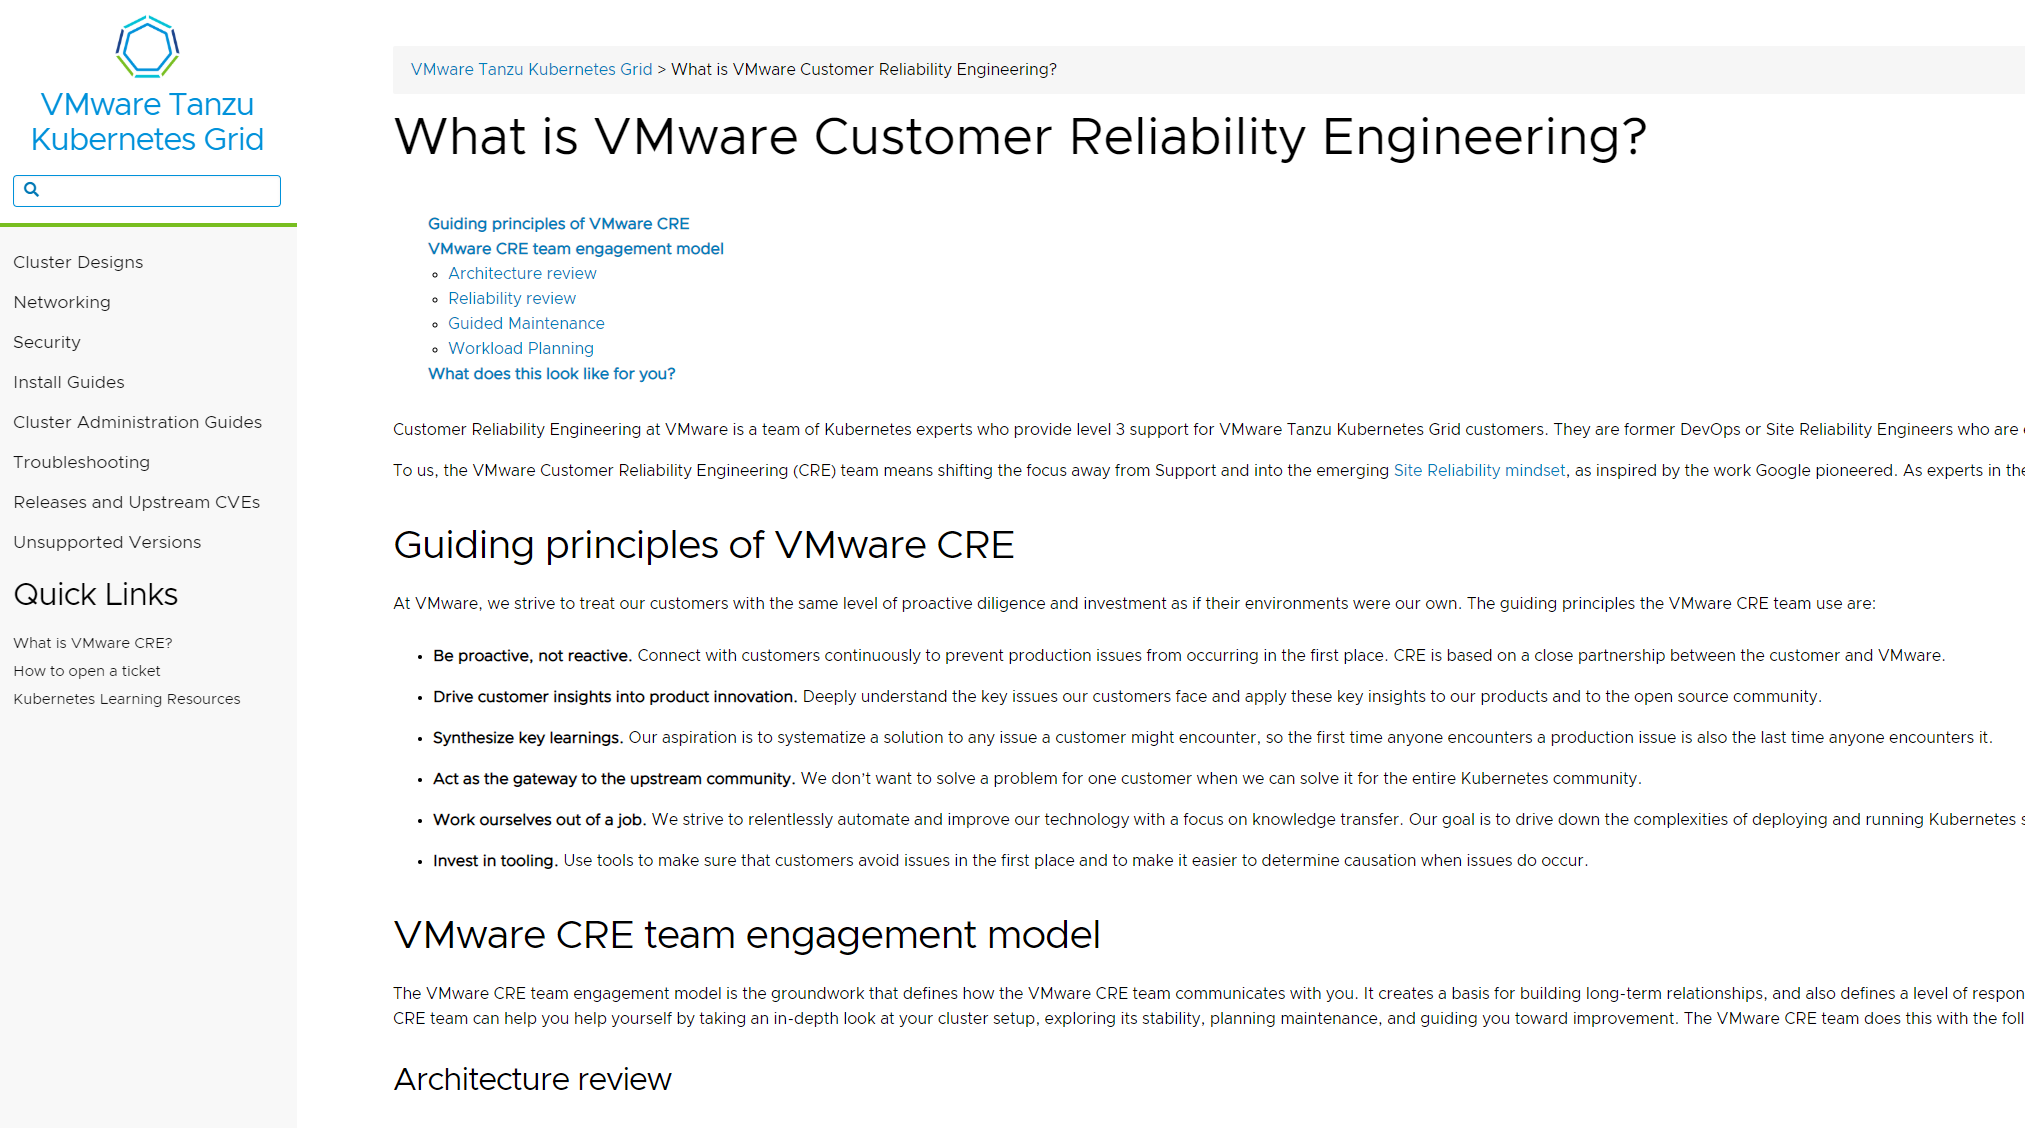 VMware Tanzu
Kubernetes Grid
Cluster Designs
Networking
Security
Install Guides
Cluster Administration Guides
Troubleshooting
Releases and Upstream CVEs
Unsupported Versions
Quick Links
What is VMware CRE?
How to open a ticket
Kubernetes Learning Resources
VMware Tanzu Kubernetes Grid > What is VMware Customer Reliability Engineering?
What is VMware Customer Reliability Engineering?
Guiding principles of VMware CRE
VMware CRE team engagement model
Architecture review
Reliability review
Guided Maintenance
Workload Planning
What does this look like for you?
Customer Reliability Engineering at VMware is a team of Kubernetes experts who provide level 3 support for VMware Tanzu Kubernetes Grid customers. They are former DevOps or Site Reliability Engineers who are
To us, the VMware Customer Reliability Engineering (CRE) team means shifting the focus away from Support and into the emerging Site Reliability mindset, as inspired by the work Google pioneered. As experts in the
Guiding principles of VMware CRE
At VMware, we strive to treat our customers with the same level of proactive diligence and investment as if their environments were our own. The guiding principles the VMware CRE team use are:
• Be proactive, not reactive. Connect with customers continuously to prevent production issues from occurring in the first place. CRE is based on a close partnership between the customer and VMware.
• Drive customer insights into product innovation. Deeply understand the key issues our customers face and apply these key insights to our products and to the open source community.
• Synthesize key learnings. Our aspiration is to systematize a solution to any issue a customer might encounter, so the first time anyone encounters a production issue is also the last time anyone encounters it.
• Act as the gateway to the upstream community. We don't want to solve a problem for one customer when we can solve it for the entire Kubernetes community.
• Work ourselves out of a job. We strive to relentlessly automate and improve our technology with a focus on knowledge transfer. Our goal is to drive down the complexities of deploying and running Kubernetes
• Invest in tooling. Use tools to make sure that customers avoid issues in the first place and to make it easier to determine causation when issues do occur.
VMware CRE team engagement model
The VMware CRE team engagement model is the groundwork that defines how the VMware CRE team communicates with you. It creates a basis for building long-term relationships, and also defines a level of respon
CRE team can help you help yourself by taking an in-depth look at your cluster setup, exploring its stability, planning maintenance, and guiding you toward improvement. The VMware CRE team does this with the foll
Architecture review